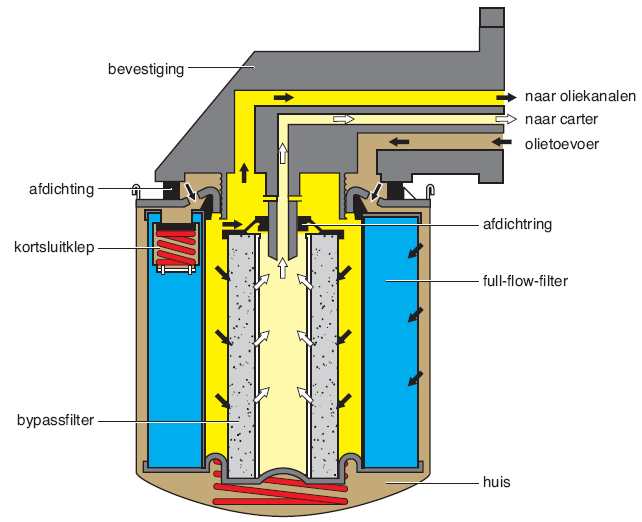 bevestiging
naar oliekanalen
naar carter
olietoevoer
afdichting
kortsluitklep
afdichtring
full-flow-filter
bypassfilter
huis